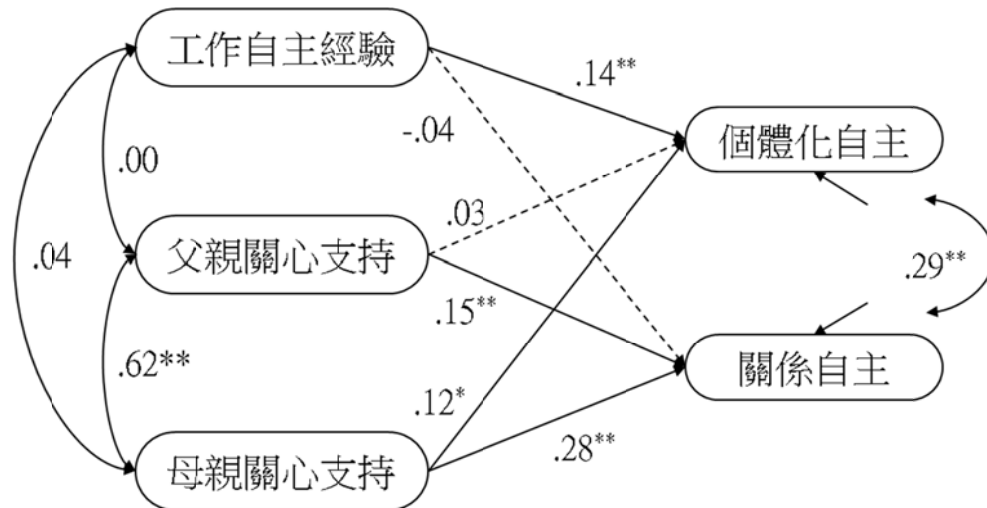 工作自主經驗
.14**
-.04
個體化自主
.00
.03
.04
父親關心支持
.29**
.15**
.62**
關係自主
.12*
.28**
母親關心支持